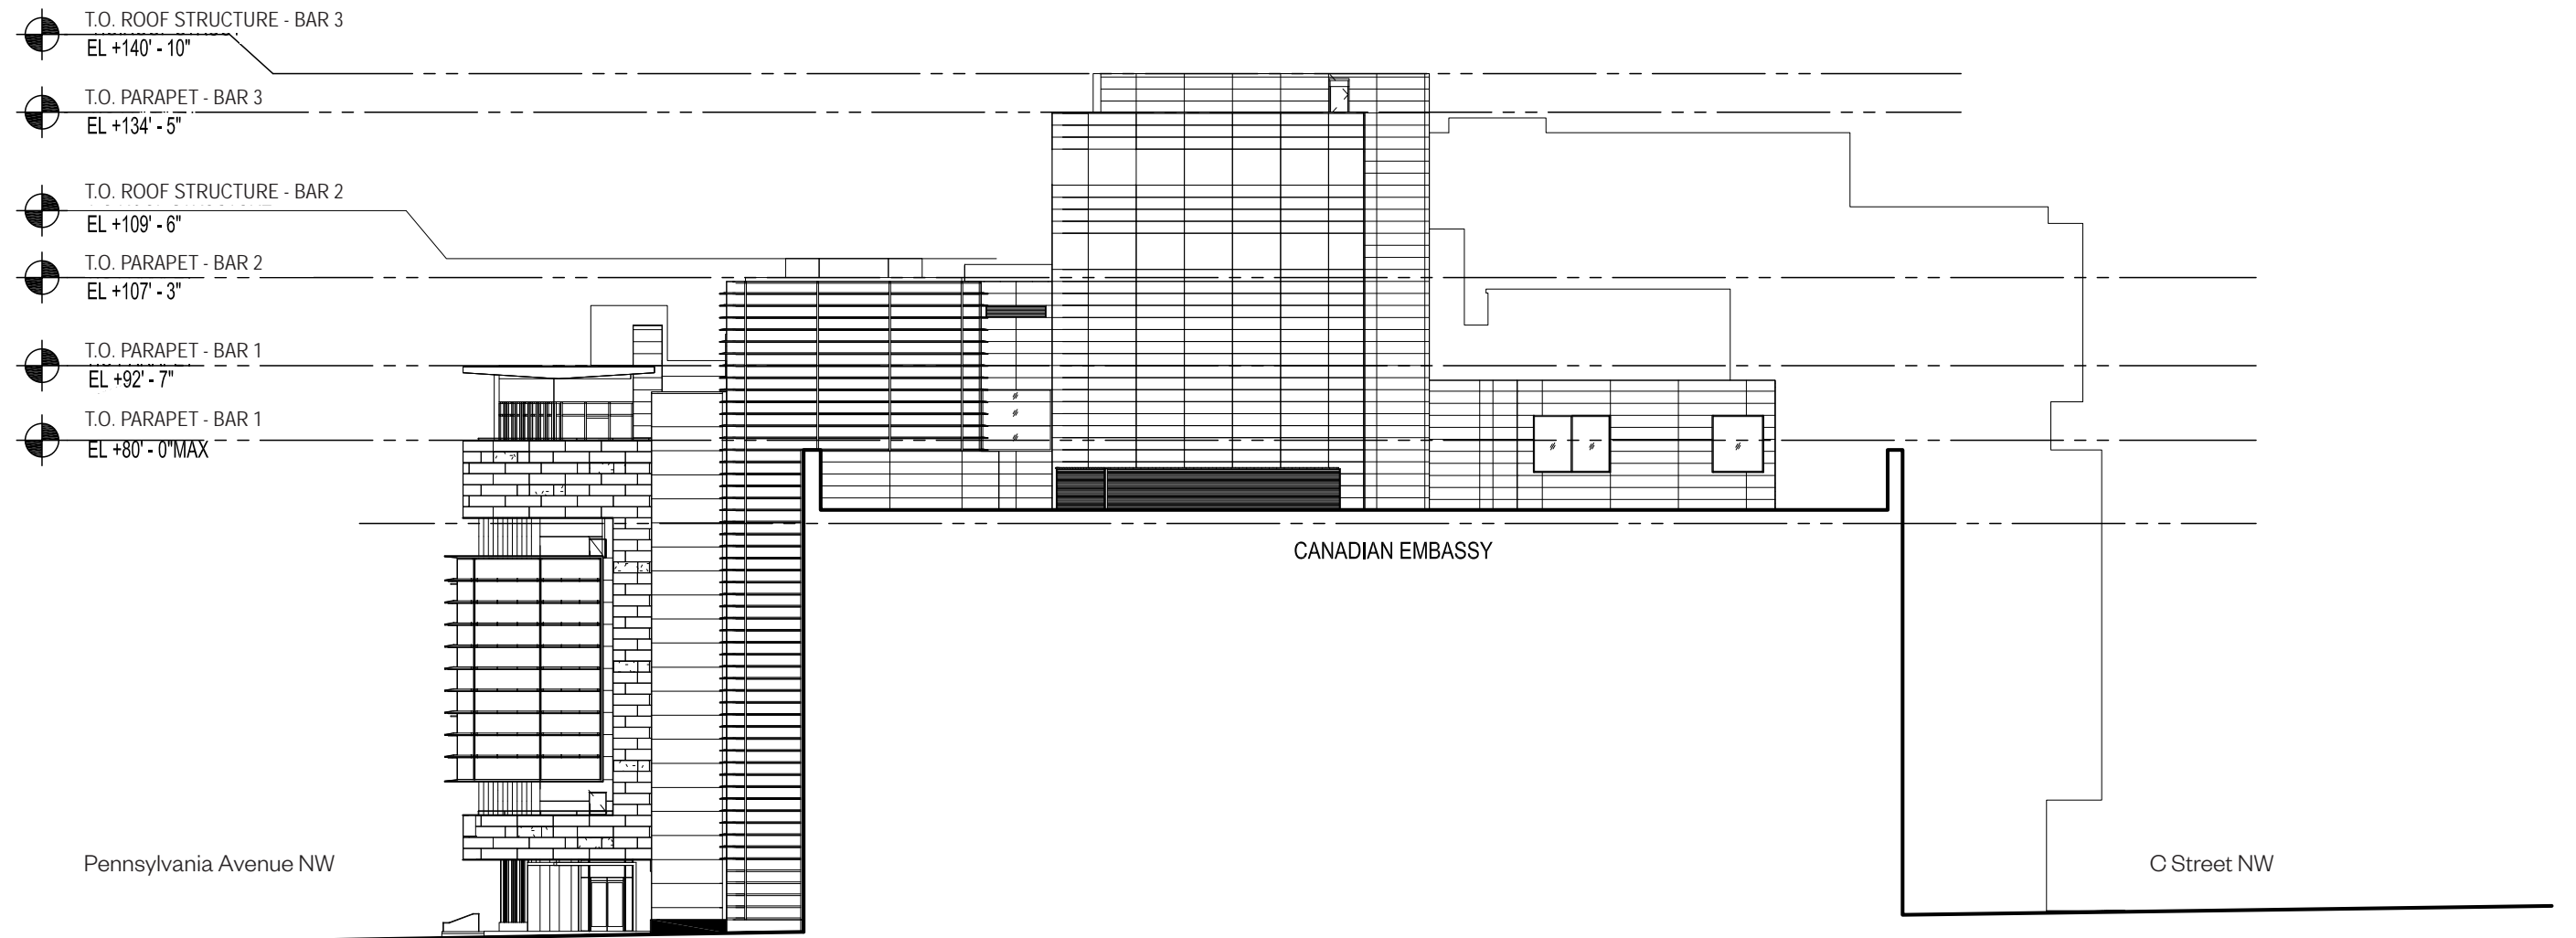 T.O. ROOF STRUCTURE - BAR 3
EL +140' - 10"
T.O. PARAPET - BAR 3
EL +134' - 5"
T.O. ROOF STRUCTURE - BAR 2
EL +109' - 6"
T.O. PARAPET - BAR 2
EL +107' - 3"
T.O. PARAPET - BAR 1
EL +92' - 7"
T.O. PARAPET - BAR 1
EL +80' - 0"MAX
CANADIAN EMBASSY
Pennsylvania Avenue NW
C Street NW